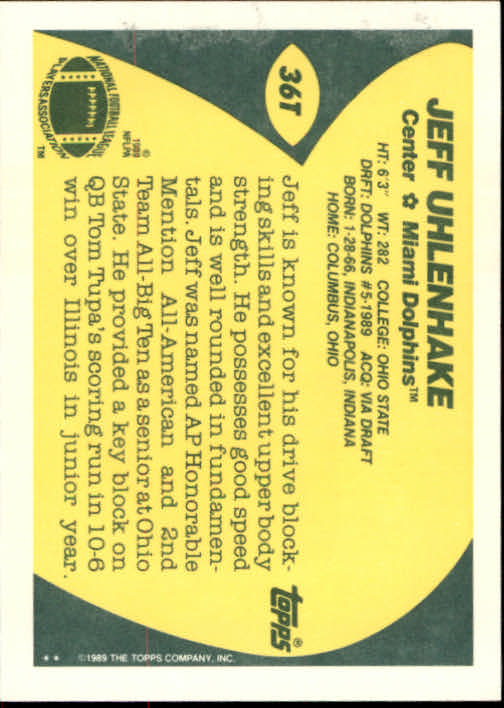 36T
JEFF UHLENHAKE
Center ✿ Miami Dolphins™
HT: 6'3" WT: 282 COLLEGE: OHIO STATE
DRFT: DOLPHINS #5-1989 ACQ: VIA DRAFT
BORN: 1-28-66, INDIANAPOLIS, INDIANA
HOME: COLUMBUS, OHIO
Jeff is known for his drive block-
ing skills and excellent upper body
strength. He possesses good speed
and is well rounded in fundamen-
tals. Jeff was named AP Honorable
Mention All-American and 2nd
Team All-Big Ten as a senior at Ohio
State. He provided a key block on
QB Tom Tupa's scoring run in 10-6
win over Illinois in junior year.
NATIONAL FOOTBALL LEAGUE
PLAYERS ASSOCIATION
™
©
1989
NFLPA
topps®
** ©1989 THE TOPPS COMPANY, INC.